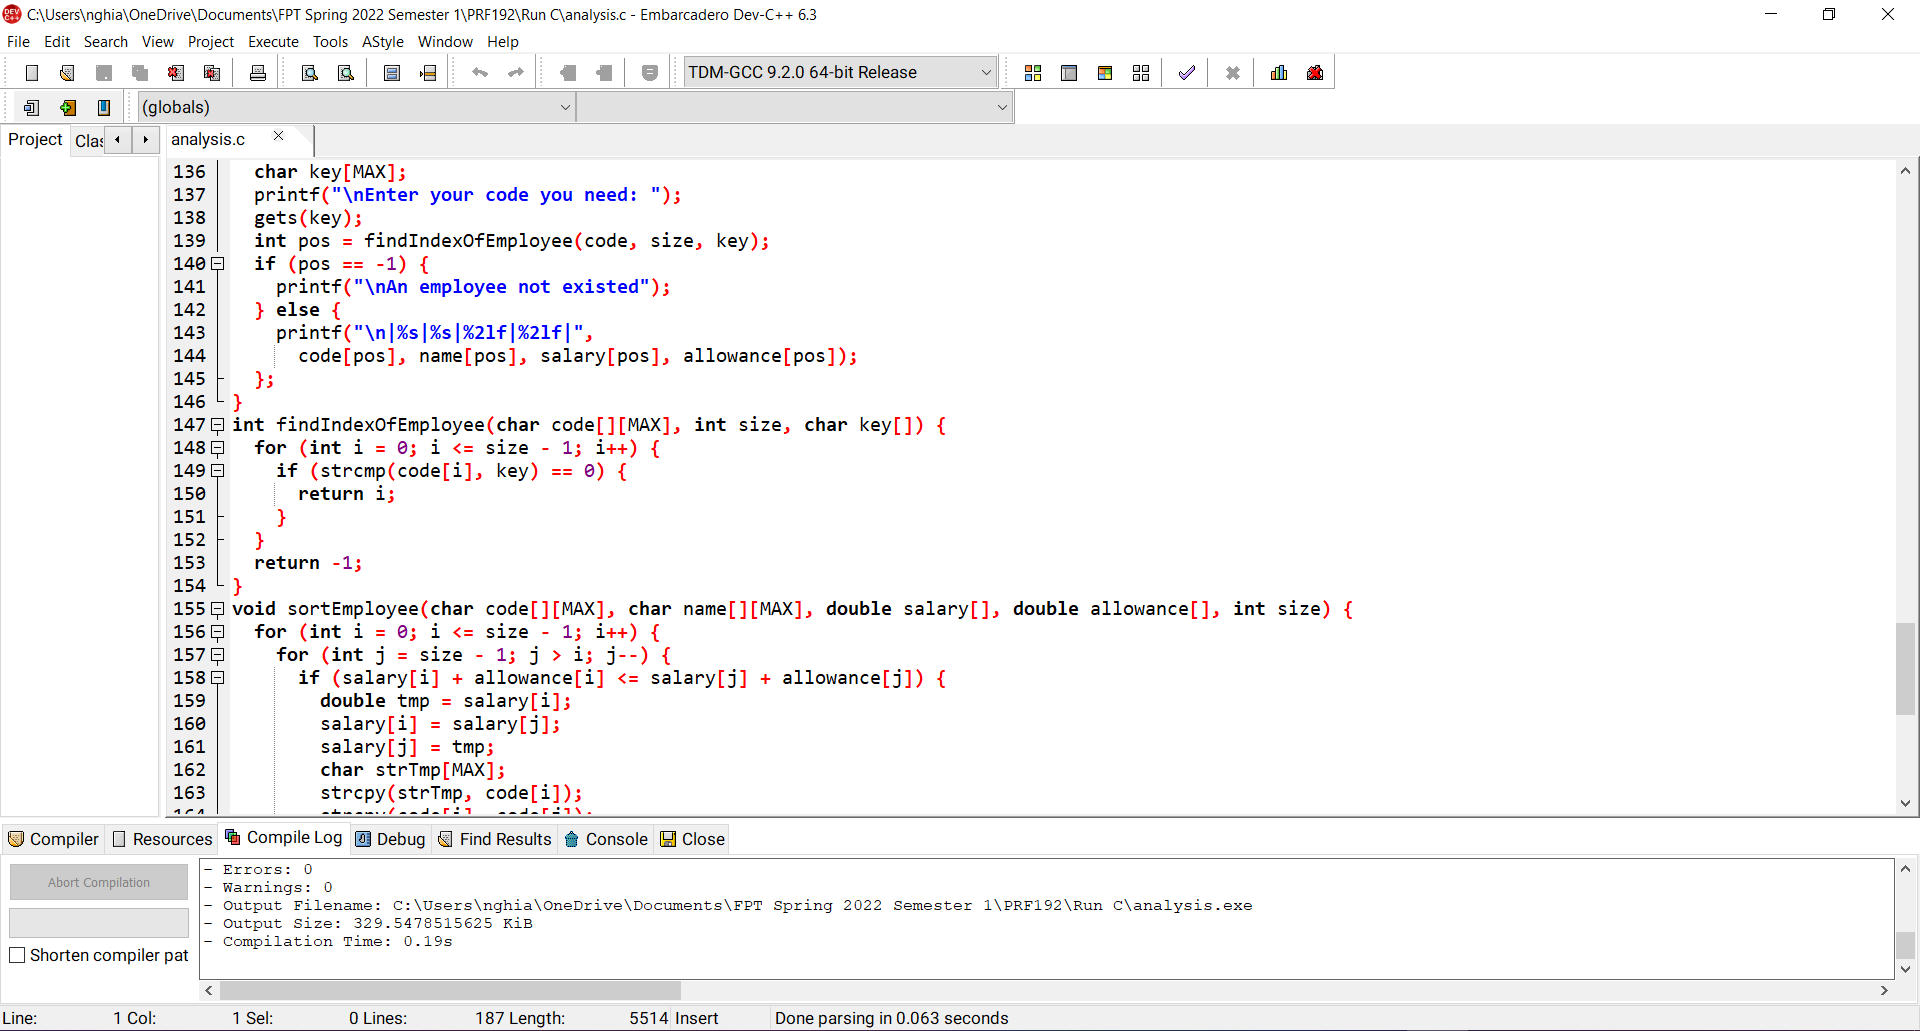 C:\Users\nghia\OneDrive\Documents\FPT Spring 2022 Semester 1\PRF192\Run C\analysis.c - Embarcadero Dev-C++ 6.3
File Edit Search View Project Execute Tools AStyle Window Help
TDM-GCC 9.2.0 64-bit Release
(globals)
Project Clas analysis.c
136 char key[MAX];
137 printf("\nEnter your code you need: ");
138 gets(key);
139 int pos = findIndexOfEmployee(code, size, key);
140 if (pos == -1) {
141 printf("\nAn employee not existed");
142 } else {
143 printf("\n|%s|%s|%2lf|%2lf|",
144 code[pos], name[pos], salary[pos], allowance[pos]);
145 };
146 }
147 int findIndexOfEmployee(char code[][MAX], int size, char key[]) {
148 for (int i = 0; i <= size - 1; i++) {
149 if (strcmp(code[i], key) == 0) {
150 return i;
151 }
152 }
153 return -1;
154 }
155 void sortEmployee(char code[][MAX], char name[][MAX], double salary[], double allowance[], int size) {
156 for (int i = 0; i <= size - 1; i++) {
157 for (int j = size - 1; j > i; j--) {
158 if (salary[i] + allowance[i] <= salary[j] + allowance[j]) {
159 double tmp = salary[i];
160 salary[i] = salary[j];
161 salary[j] = tmp;
162 char strTmp[MAX];
163 strcpy(strTmp, code[i]);
Compiler Resources Compile Log Debug Find Results Console Close
Abort Compilation
Shorten compiler pat
- Errors: 0
- Warnings: 0
- Output Filename: C:\Users\nghia\OneDrive\Documents\FPT Spring 2022 Semester 1\PRF192\Run C\analysis.exe
- Output Size: 329.5478515625 KiB
- Compilation Time: 0.19s
Line: 1 Col: 1 Sel: 0 Lines: 187 Length: 5514 Insert Done parsing in 0.063 seconds